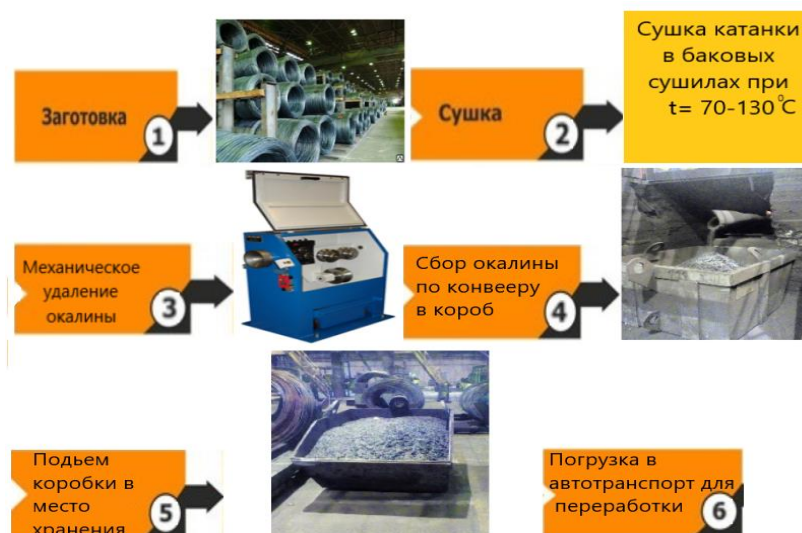 Заготовка
1
Сушка
2
Сушка катанки
в баковых
сушилах при
t= 70-130°C
Механическое
удаление
окалины
3
Сбор окалины
по конвееру
в короб
4
Подьем
коробки в
место
хранения
5
Погрузка в
автотранспорт для
переработки
6